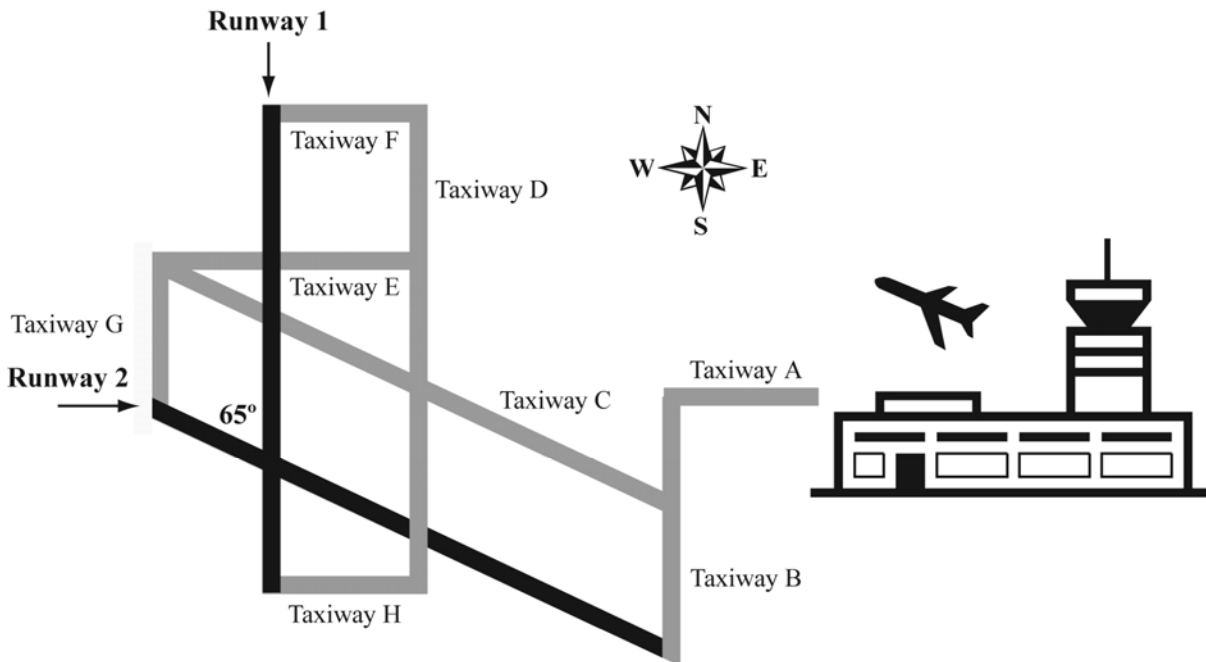 Runway 1
Taxiway F
N
W
E
S
Taxiway D
Taxiway E
Taxiway G
Runway 2
65º
Taxiway C
Taxiway A
Taxiway B
Taxiway H